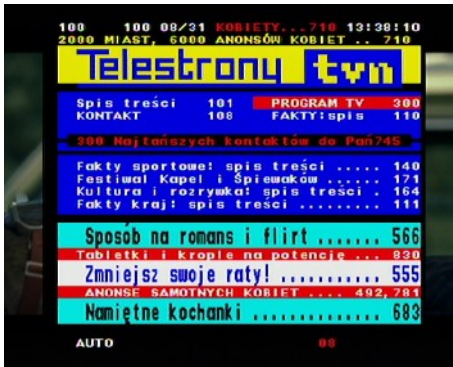 100 100 08/31 KOBIETY...710 13:38:10
2000 MIAST, 6000 ANONSÓW KOBIET .. 710
Telestrony tvn
Spis treści 101 PROGRAM TV 300
KONTAKT 108 FAKTY:spis 110
300 Najtańszych kontaktów do Pań745
Fakty sportowe: spis treści ..... 140
Festiwal Kapel i Śpiewaków ...... 171
Kultura i rozrywka: spis treści . 164
Fakty kraj: spis treści ......... 111
Sposób na romans i flirt ....... 566
Tabletki i krople na potencję ... 830
Zmniejsz swoje raty! ........... 555
ANONSE SAMOTNYCH KOBIET .... 492,781
Namiętne kochanki .............. 683
AUTO 08